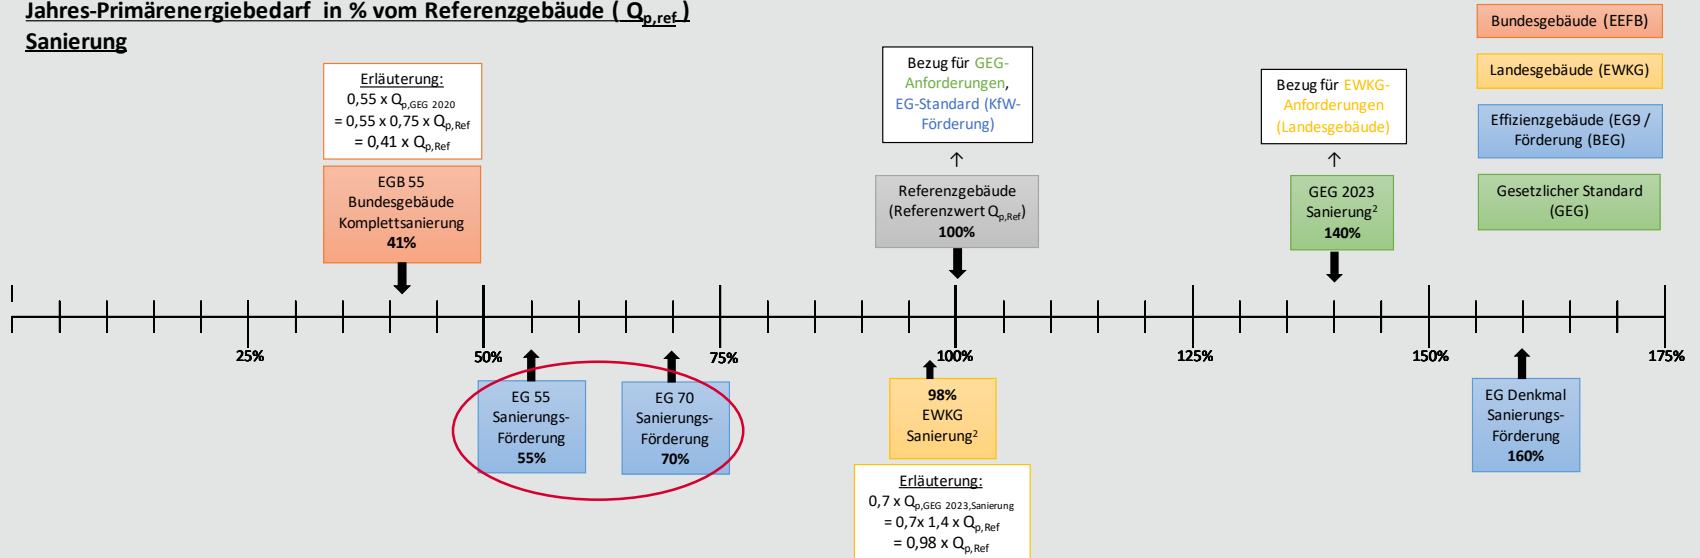 Jahres-Primärenergiebedarf in % vom Referenzgebäude ( Qp,ref )
Sanierung
Erläuterung:
0,55 x Qp,GEG 2020
= 0,55 x 0,75 x Qp,Ref
= 0,41 x Qp,Ref
EGB 55
Bundesgebäude
Komplettsanierung
41%
Bezug für GEG-
Anforderungen,
EG-Standard (KfW-
Förderung)
Referenzgebäude
(Referenzwert Qp,Ref)
100%
Bezug für EWKG-
Anforderungen
(Landesgebäude)
GEG 2023
Sanierung²
140%
Bundesgebäude (EEFB)
Landesgebäude (EWKG)
Effizienzgebäude (EG9 /
Förderung (BEG)
Gesetzlicher Standard
(GEG)
25%
50%
75%
100%
125%
150%
175%
EG 55
Sanierungs-
Förderung
55%
EG 70
Sanierungs-
Förderung
70%
98%
EWKG
Sanierung²
Erläuterung:
0,7 x Qp,GEG 2023,Sanierung
= 0,7x 1,4 x Qp,Ref
= 0,98 x Qp,Ref
EG Denkmal
Sanierungs-
Förderung
160%